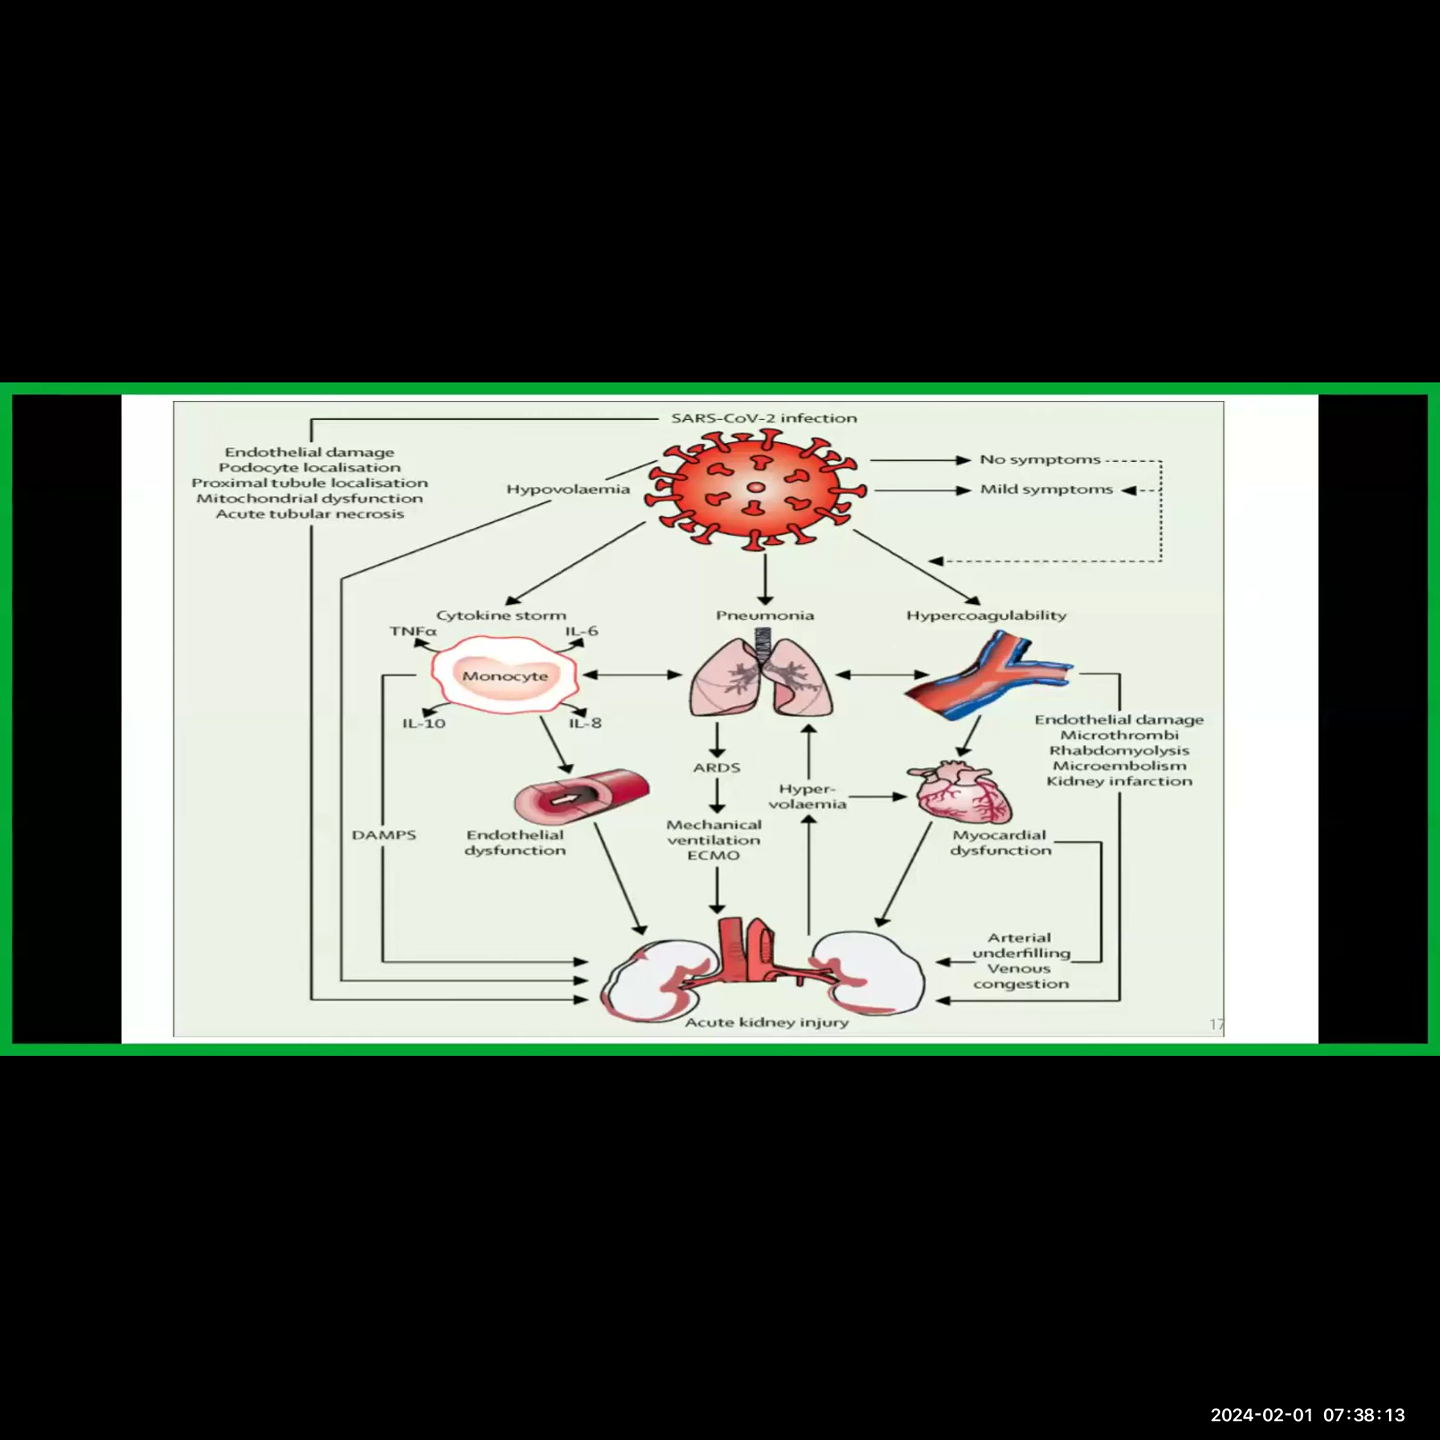 SARS-CoV-2 infection
Endothelial damage
Podocyte localisation
Proximal tubule localisation
Mitochondrial dysfunction
Acute tubular necrosis
Hypovolaemia
No symptoms
Mild symptoms
Cytokine storm
TNFα
IL-6
Monocyte
IL-10
IL-8
Pneumonia
Hypercoagulability
Endothelial damage
Microthrombi
Rhabdomyolysis
Microembolism
Kidney infarction
ARDS
Hyper-
volaemia
Mechanical
ventilation
ECMO
DAMPS
Endothelial
dysfunction
Myocardial
dysfunction
Arterial
underfilling
Venous
congestion
Acute kidney injury
17
2024-02-01 07:38:13